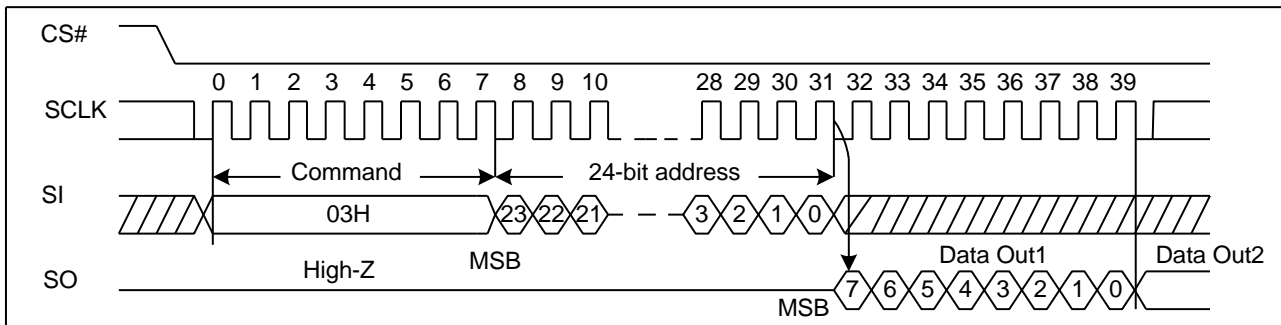 CS#
0 1 2 3 4 5 6 7 8 9 10 28 29 30 31 32 33 34 35 36 37 38 39
SCLK
Command 24-bit address
SI
03H 23 22 21 3 2 1 0
High-Z MSB Data Out1 Data Out2
SO
MSB 7 6 5 4 3 2 1 0